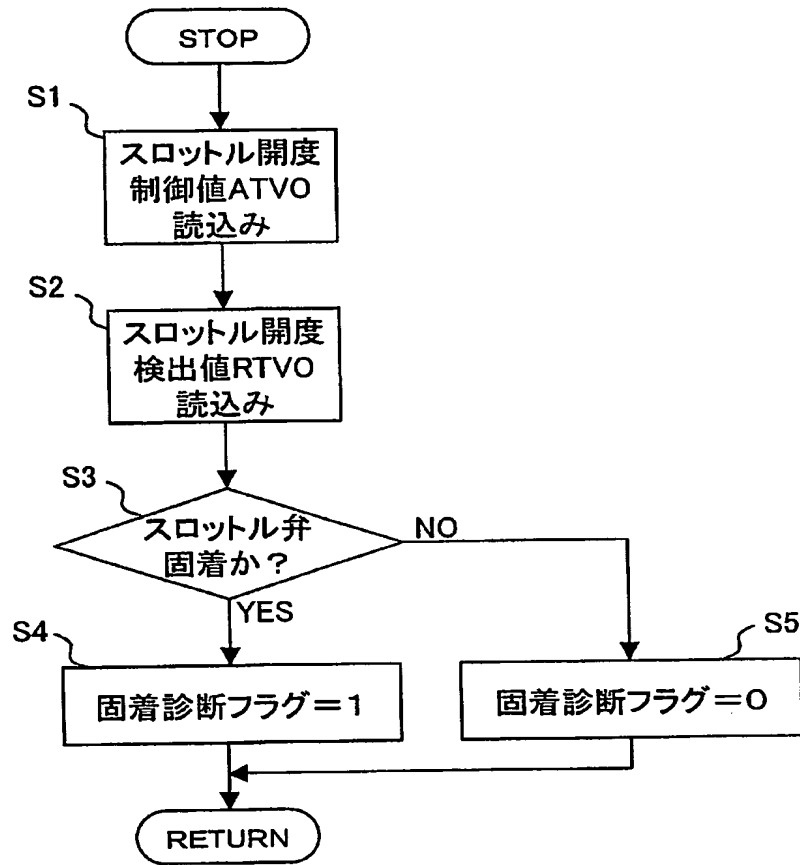 STOP
S1
スロットル開度
制御値ATVO
読込み
S2
スロットル開度
検出値RTVO
読込み
S3
スロットル弁
固着か？
NO
YES
S4
固着診断フラグ＝1
S5
固着診断フラグ＝0
RETURN